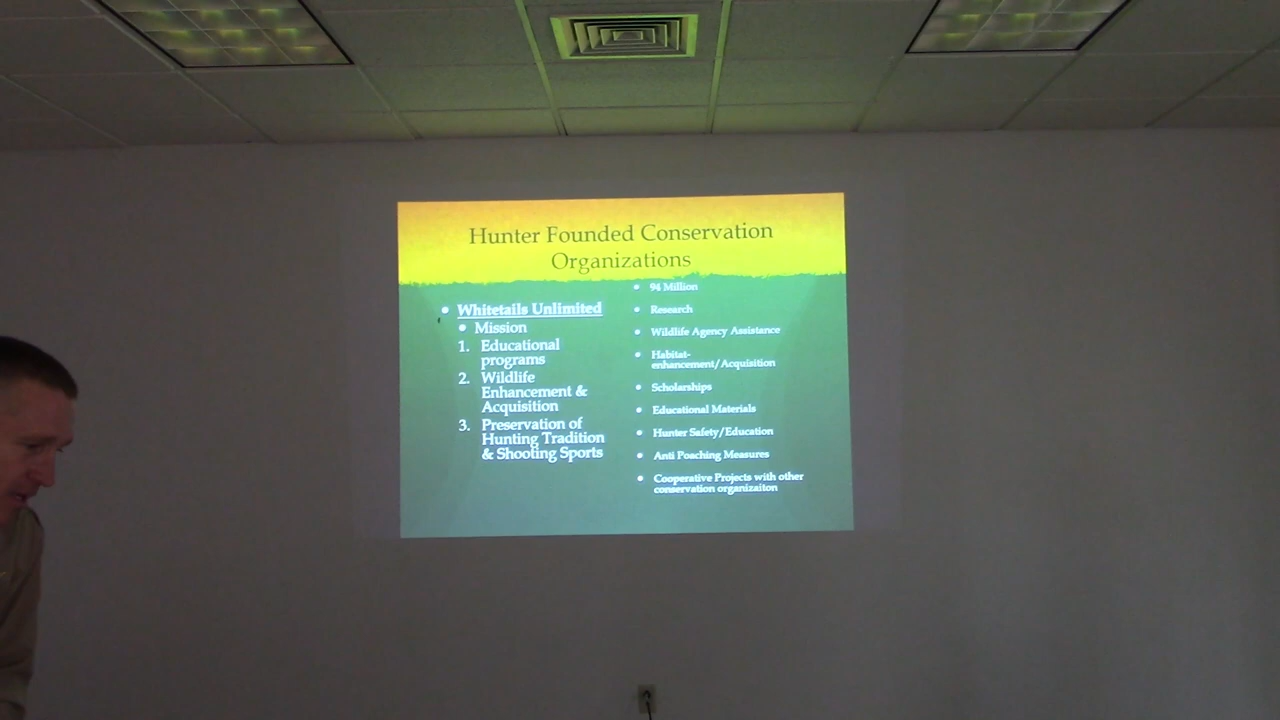 Hunter Founded Conservation
Organizations
• Whitetails Unlimited
• Mission
1. Educational
programs
2. Wildlife
Enhancement &
Acquisition
3. Preservation of
Hunting Tradition
& Shooting Sports
• 94 Million
• Research
• Wildlife Agency Assistance
• Habitat-
enhancement/Acquisition
• Scholarships
• Educational Materials
• Hunter Safety/Education
• Anti Poaching Measures
• Cooperative Projects with other
conservation organizaiton